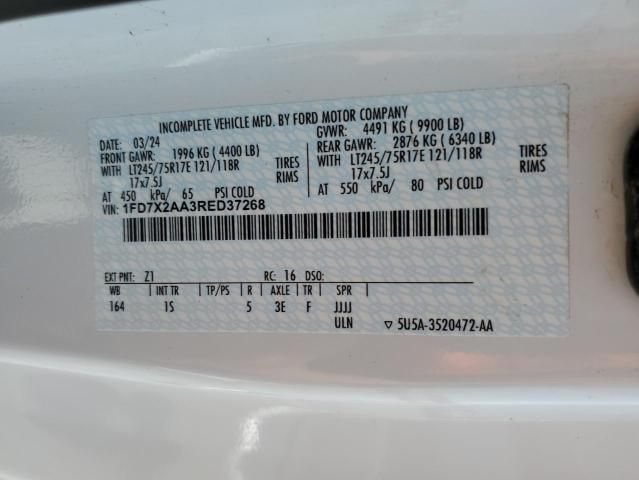 INCOMPLETE VEHICLE MFD. BY FORD MOTOR COMPANY
DATE: 03/24 GVWR: 4491 KG (9900 LB)
FRONT GAWR: 1996 KG (4400 LB) REAR GAWR: 2876 KG (6340 LB)
WITH LT245/75R17E 121/118R TIRES WITH LT245/75R17E 121/118R TIRES
17x7.5J RIMS 17x7.5J RIMS
AT 450 kPa/ 65 PSI COLD AT 550 kPa/ 80 PSI COLD
VIN: 1FD7X2AA3RED37268
EXT PNT: Z1 RC: 16 DSO:
WB INT TR TP/PS R AXLE TR SPR
164 1S 5 3E F JJJJ
ULN ▽ 5U5A-3520472-AA